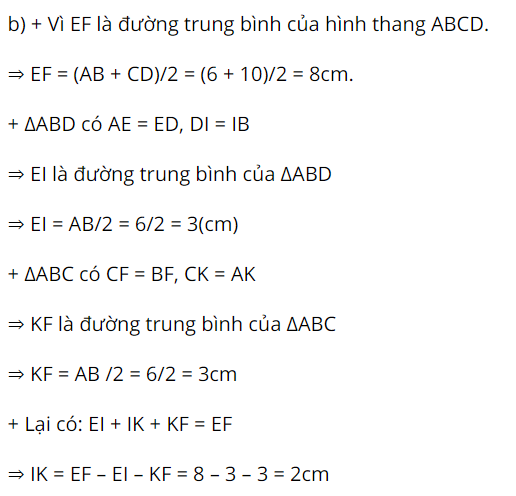 b) + Vì EF là đường trung bình của hình thang ABCD.
⇒ EF = (AB + CD)/2 = (6 + 10)/2 = 8cm.
+ ΔABD có AE = ED, DI = IB
⇒ EI là đường trung bình của ΔABD
⇒ EI = AB/2 = 6/2 = 3(cm)
+ ΔABC có CF = BF, CK = AK
⇒ KF là đường trung bình của ΔABC
⇒ KF = AB /2 = 6/2 = 3cm
+ Lại có: EI + IK + KF = EF
⇒ IK = EF – EI – KF = 8 – 3 – 3 = 2cm